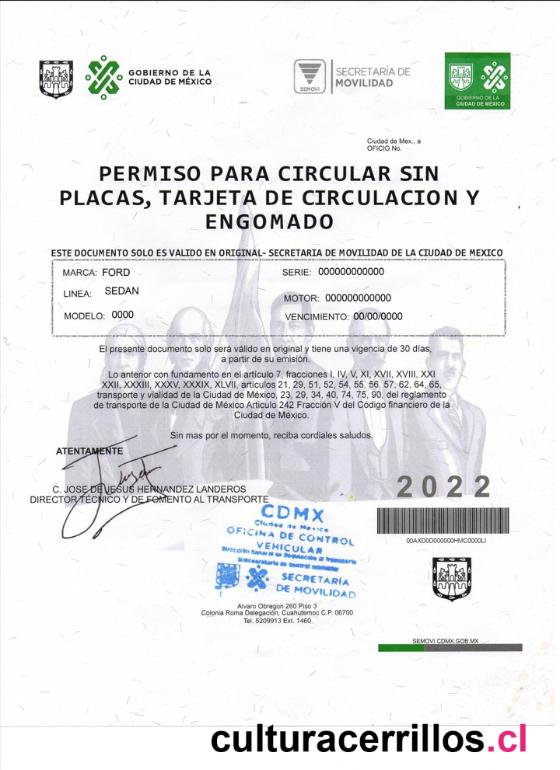 GOBIERNO DE LA
CIUDAD DE MÉXICO
SEMOVI
SECRETARÍA DE
MOVILIDAD
GOBIERNO DE LA
CIUDAD DE MÉXICO
Ciudad de Mex., a
OFICIO No.
PERMISO PARA CIRCULAR SIN
PLACAS, TARJETA DE CIRCULACION Y
ENGOMADO
ESTE DOCUMENTO SOLO ES VALIDO EN ORIGINAL- SECRETARIA DE MOVILIDAD DE LA CIUDAD DE MEXICO
MARCA: FORD
SERIE: 000000000000
LINEA: SEDAN
MOTOR: 000000000000
MODELO: 0000
VENCIMIENTO: 00/00/0000
El presente documento solo será válido en original y tiene una vigencia de 30 días,
a partir de su emisión.
Lo anterior con fundamento en el artículo 7, fracciones I, IV, V, XI, XVII, XVIII, XXI
XXII, XXXIII, XXXV, XXXIX, XLVII, articulos 21, 29, 51, 52, 54, 55, 56, 57, 62, 64, 65,
transporte y vialidad de la Ciudad de México, 23, 29, 34, 40, 74, 75, 90, del reglamento
de transporte de la Ciudad de México Articulo 242 Fracción V del Código financiero de la
Ciudad de México.
Sin mas por el momento, reciba cordiales saludos.
ATENTAMENTE
C. JOSE DE JESUS HERNANDEZ LANDEROS
DIRECTOR TÉCNICO Y DE FOMENTO AL TRANSPORTE
2022
CDMX
Ciudad de México
OFICINA DE CONTROL
VEHICULAR
SECRETARÍA
DE MOVILIDAD
Alvaro Obregon 260 Piso 3
Colonia Roma Delegación, Cuahutemoc C.P. 06700
Tel. 5209913 Ext. 1460.
SEMOVI.CDMX.GOB.MX
culturacerrillos.cl